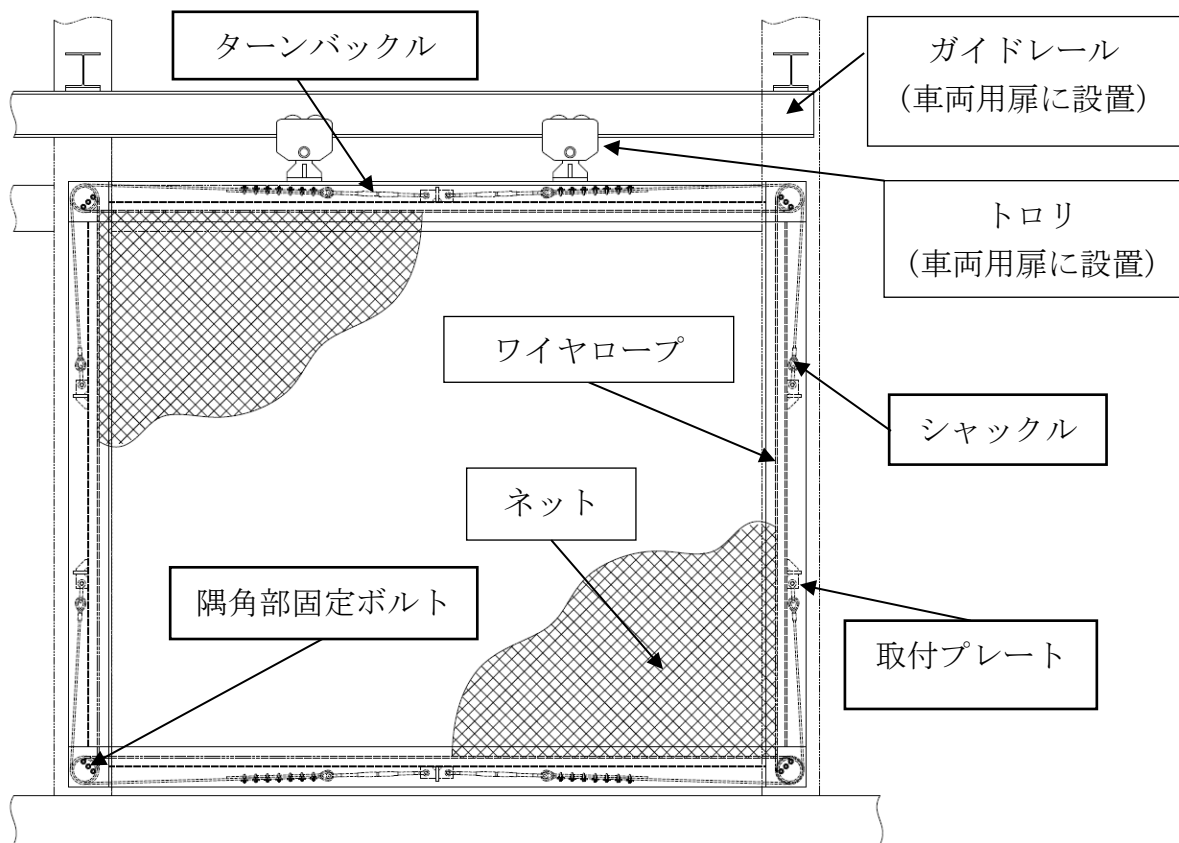 ターンバックル
ガイドレール
(車両用扉に設置)
トロリ
(車両用扉に設置)
ワイヤロープ
シャックル
ネット
隅角部固定ボルト
取付プレート